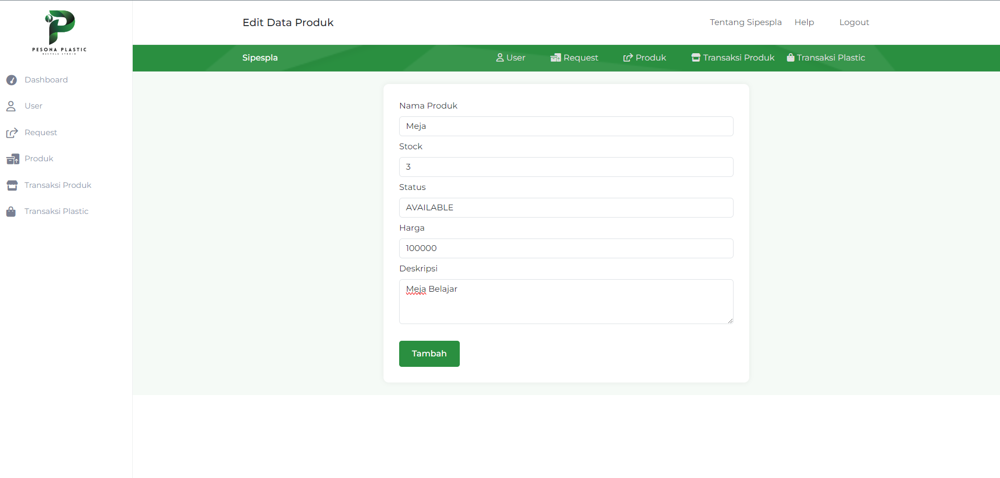 PESONA PLASTIC
RECYCLE STUDIO
Dashboard
User
Request
Produk
Transaksi Produk
Transaksi Plastic
Edit Data Produk
Tentang Sipespla
Help
Logout
Sipespla
User
Request
Produk
Transaksi Produk
Transaksi Plastic
Nama Produk
Meja
Stock
3
Status
AVAILABLE
Harga
100000
Deskripsi
Meja Belajar
Tambah